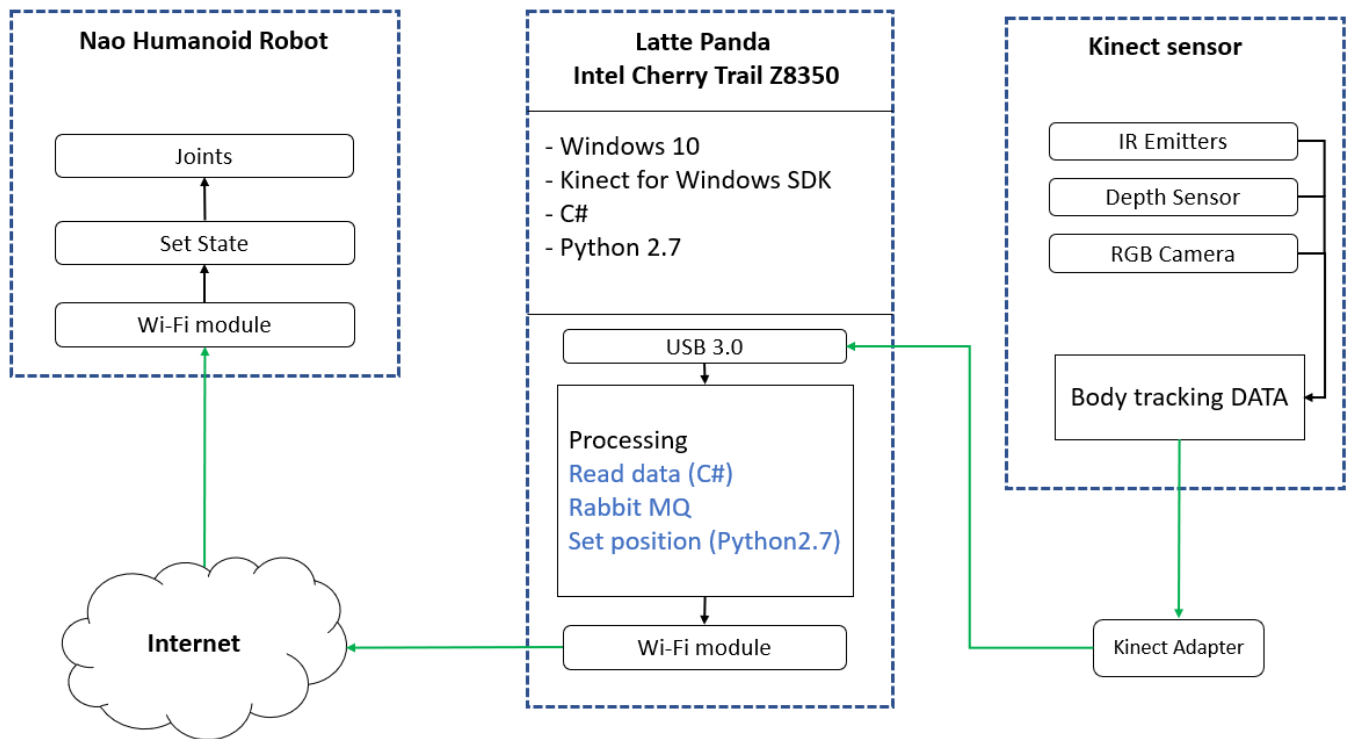 Nao Humanoid Robot
Joints
Set State
Wi-Fi module
Internet
Latte Panda
Intel Cherry Trail Z8350
- Windows 10
- Kinect for Windows SDK
- C#
- Python 2.7
USB 3.0
Processing
Read data (C#)
Rabbit MQ
Set position (Python2.7)
Wi-Fi module
Kinect sensor
IR Emitters
Depth Sensor
RGB Camera
Body tracking DATA
Kinect Adapter